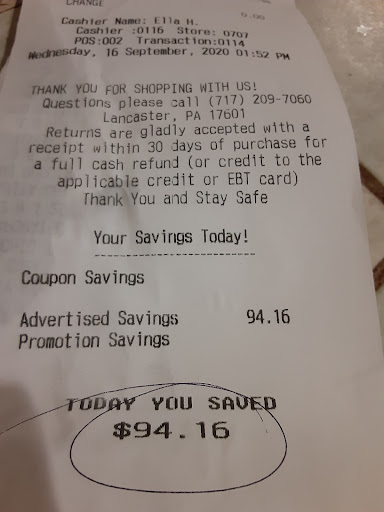 CHANGE 0.00
Cashier Name: Ella H.
Cashier :0116 Store: 0707
POS:002 Transaction:0114
Wednesday, 16 September, 2020 01:52 PM
THANK YOU FOR SHOPPING WITH US!
Questions please call (717) 209-7060
Lancaster, PA 17601
Returns are gladly accepted with a
receipt within 30 days of purchase for
a full cash refund (or credit to the
applicable credit or EBT card)
Thank You and Stay Safe
Your Savings Today!
----------------------
Coupon Savings
Advertised Savings 94.16
Promotion Savings
TODAY YOU SAVED
$94.16